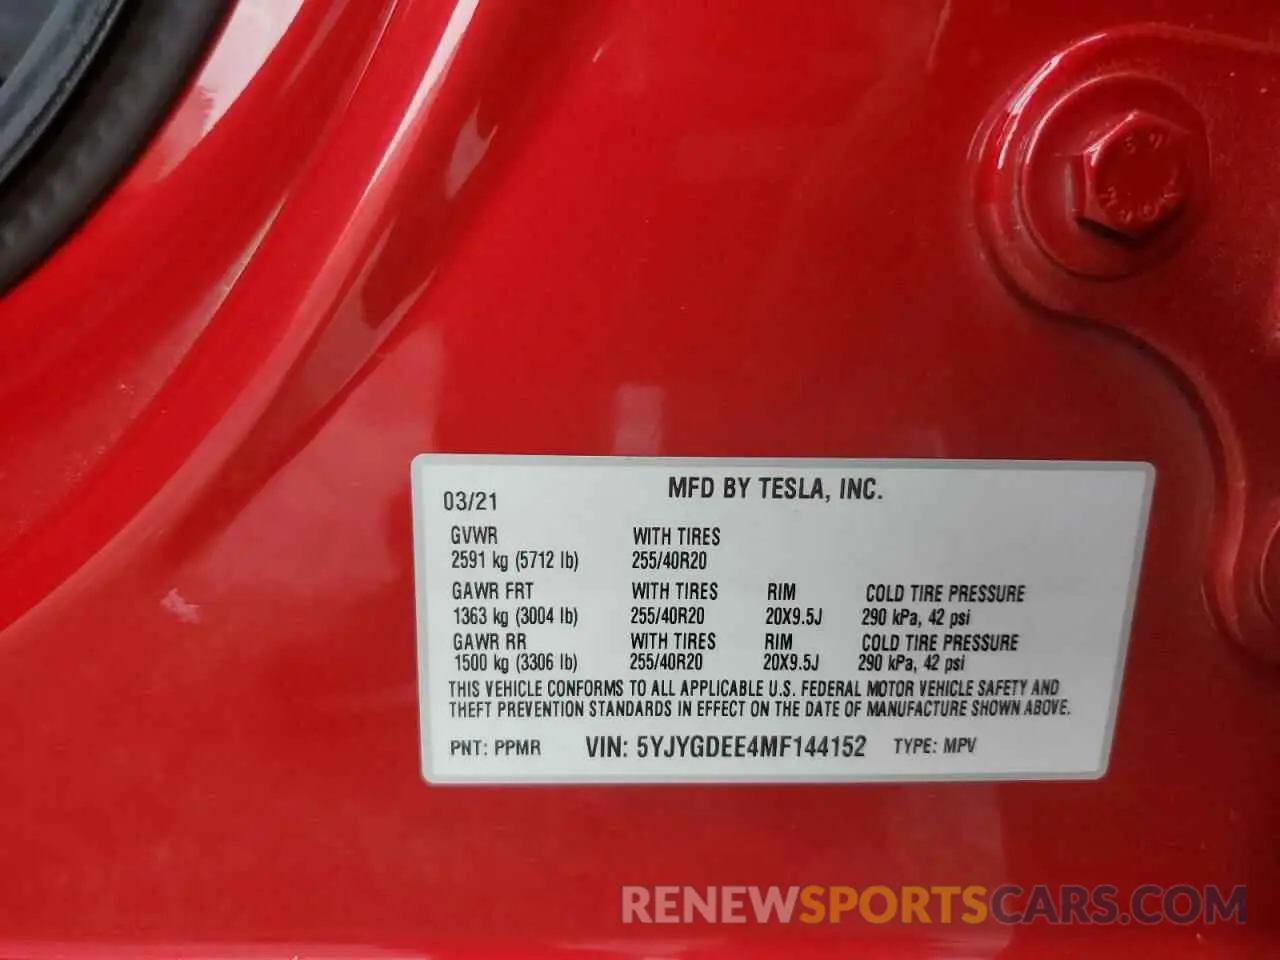 03/21 MFD BY TESLA, INC.
GVWR WITH TIRES
2591 kg (5712 lb) 255/40R20
GAWR FRT WITH TIRES RIM COLD TIRE PRESSURE
1363 kg (3004 lb) 255/40R20 20X9.5J 290 kPa, 42 psi
GAWR RR WITH TIRES RIM COLD TIRE PRESSURE
1500 kg (3306 lb) 255/40R20 20X9.5J 290 kPa, 42 psi
THIS VEHICLE CONFORMS TO ALL APPLICABLE U.S. FEDERAL MOTOR VEHICLE SAFETY AND
THEFT PREVENTION STANDARDS IN EFFECT ON THE DATE OF MANUFACTURE SHOWN ABOVE.
PNT: PPMR VIN: 5YJYGDEE4MF144152 TYPE: MPV
RENEWSPORTSCARS.COM